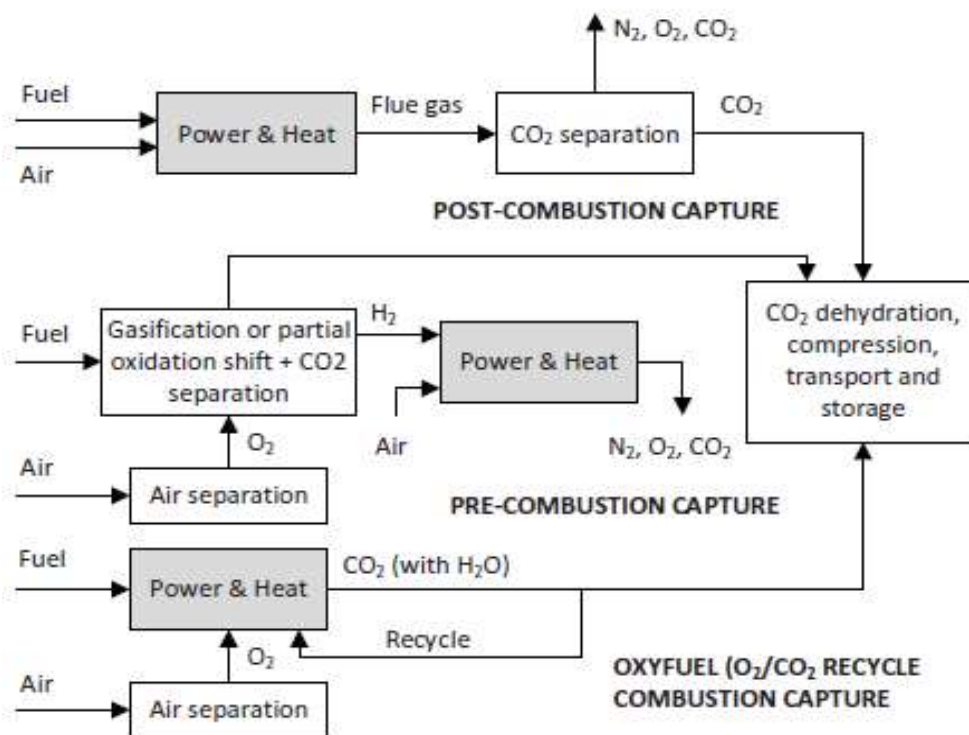 N₂, O₂, CO₂
Fuel
Flue gas
CO₂
Power & Heat
CO₂ separation
Air
POST-COMBUSTION CAPTURE
Fuel
Gasification or partial
oxidation shift + CO2
separation
H₂
Power & Heat
CO₂ dehydration,
compression,
transport and
storage
O₂
Air
N₂, O₂, CO₂
Air
Air separation
PRE-COMBUSTION CAPTURE
Fuel
Power & Heat
CO₂ (with H₂O)
Recycle
O₂
Air
Air separation
OXYFUEL (O₂/CO₂ RECYCLE
COMBUSTION CAPTURE